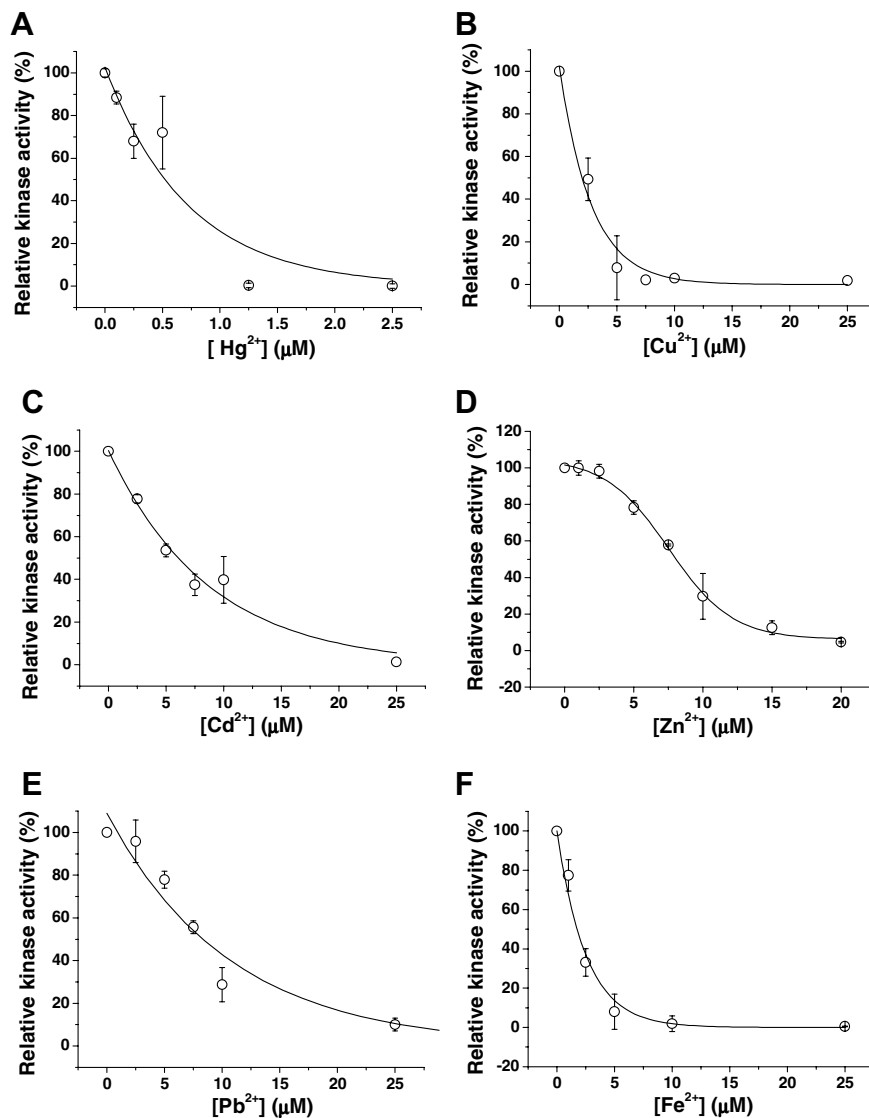 A
Relative kinase activity (%)
100
80
60
40
20
0
0.0 0.5 1.0 1.5 2.0 2.5
[ Hg²⁺] (μM)
B
Relative kinase activity (%)
100
80
60
40
20
0
0 5 10 15 20 25
[Cu²⁺] (μM)
C
Relative kinase activity (%)
100
80
60
40
20
0
0 5 10 15 20 25
[Cd²⁺] (μM)
D
Relative kinase activity (%)
120
100
80
60
40
20
0
-20
0 5 10 15 20
[Zn²⁺] (μM)
E
Relative kinase activity (%)
100
80
60
40
20
0
0 5 10 15 20 25
[Pb²⁺] (μM)
F
Relative kinase activity (%)
100
80
60
40
20
0
-20
0 5 10 15 20 25
[Fe²⁺] (μM)